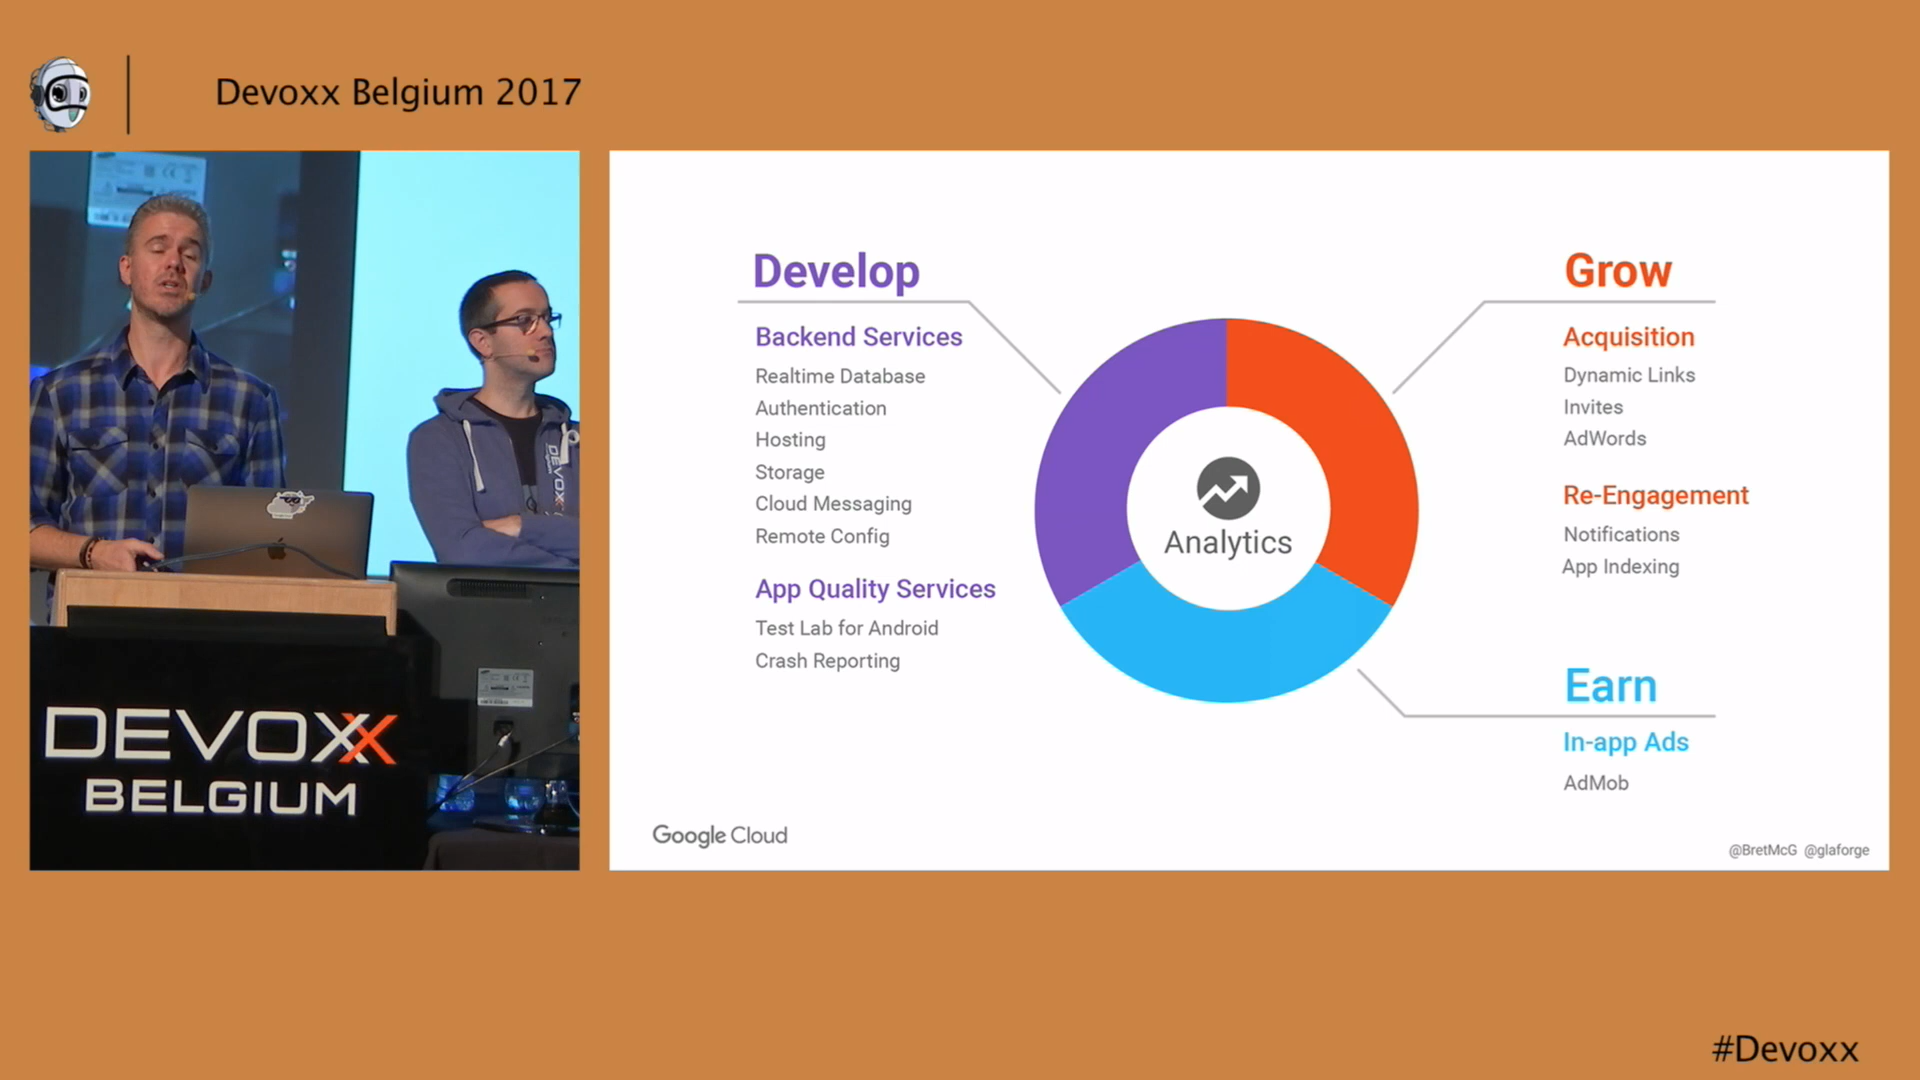 Devoxx Belgium 2017
DEVOXX
BELGIUM
DEVOXX
Develop
Backend Services
Realtime Database
Authentication
Hosting
Storage
Cloud Messaging
Remote Config
App Quality Services
Test Lab for Android
Crash Reporting
Analytics
Grow
Acquisition
Dynamic Links
Invites
AdWords
Re-Engagement
Notifications
App Indexing
Earn
In-app Ads
AdMob
Google Cloud
@BretMcG @glaforge
#Devoxx